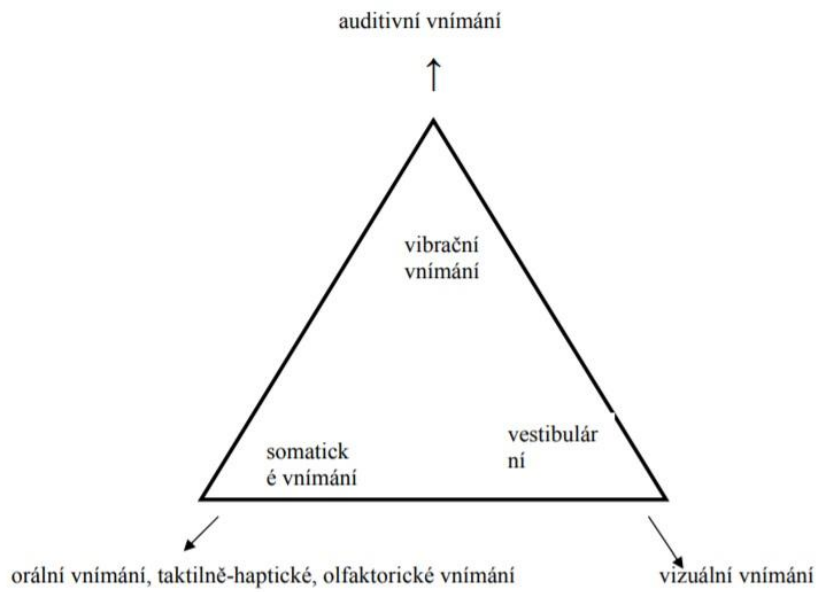 auditivní vnímání
↑
vibrační
vnímání
somatick
é vnímání
vestibulár
ní
orální vnímání, taktilně-haptické, olfaktorické vnímání
vizuální vnímání